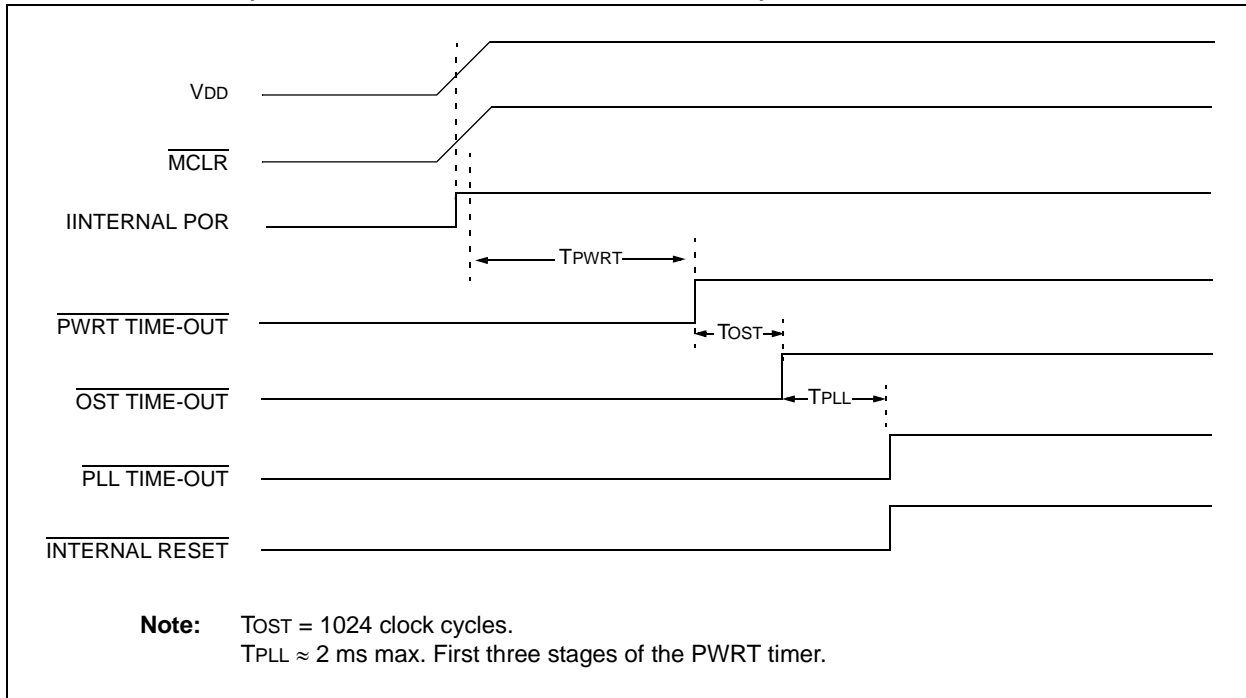 VDD
MCLR
IINTERNAL POR
TPWRT
PWRT TIME-OUT
TOST
OST TIME-OUT
TPLL
PLL TIME-OUT
INTERNAL RESET
Note: TOST = 1024 clock cycles.
TPLL ≈ 2 ms max. First three stages of the PWRT timer.